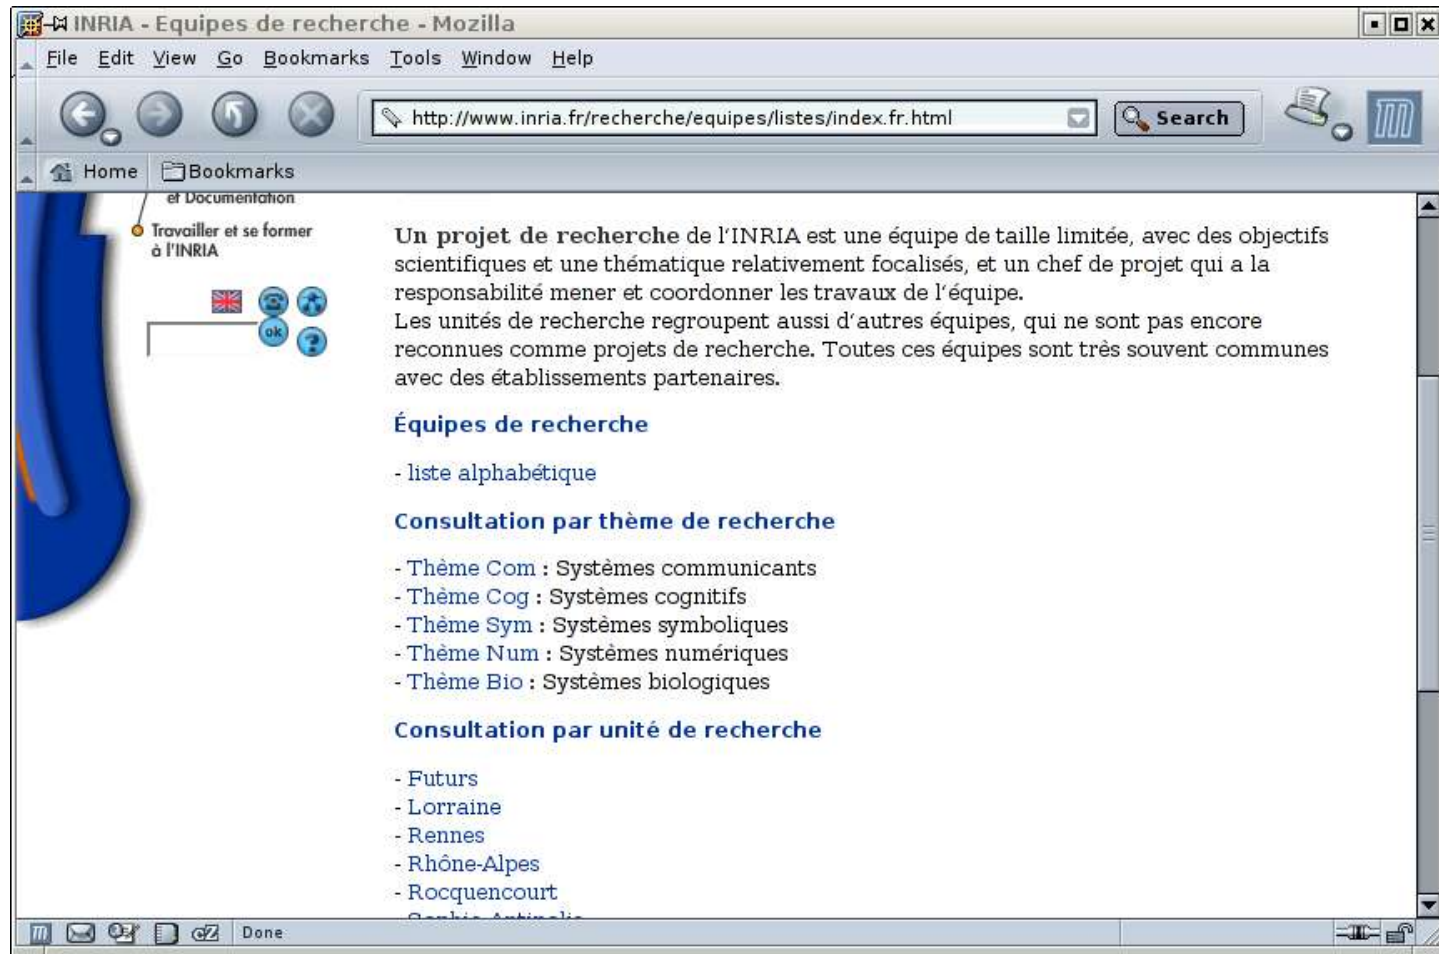 INRIA - Equipes de recherche - Mozilla
File Edit View Go Bookmarks Tools Window Help
http://www.inria.fr/recherche/equipes/listes/index.fr.html Search
Home Bookmarks
et Documentation
Travailler et se former
à l'INRIA
ok
?
Un projet de recherche de l'INRIA est une équipe de taille limitée, avec des objectifs
scientifiques et une thématique relativement focalisés, et un chef de projet qui a la
responsabilité mener et coordonner les travaux de l'équipe.
Les unités de recherche regroupent aussi d'autres équipes, qui ne sont pas encore
reconnues comme projets de recherche. Toutes ces équipes sont très souvent communes
avec des établissements partenaires.
Équipes de recherche
- liste alphabétique
Consultation par thème de recherche
- Thème Com : Systèmes communicants
- Thème Cog : Systèmes cognitifs
- Thème Sym : Systèmes symboliques
- Thème Num : Systèmes numériques
- Thème Bio : Systèmes biologiques
Consultation par unité de recherche
- Futurs
- Lorraine
- Rennes
- Rhône-Alpes
- Rocquencourt
- Sophia Antipolis
Done